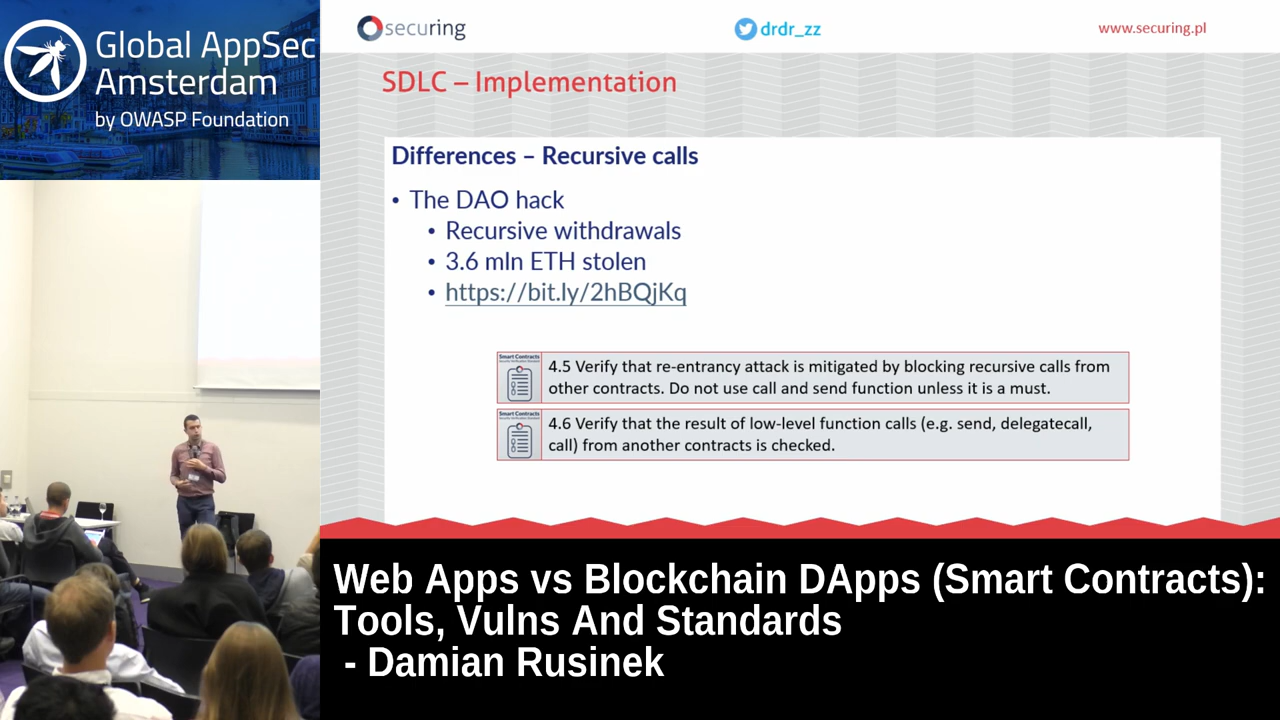 Global AppSec
Amsterdam
by OWASP Foundation
securing
drdr_zz
www.securing.pl
SDLC – Implementation
Differences – Recursive calls
• The DAO hack
• Recursive withdrawals
• 3.6 mln ETH stolen
• https://bit.ly/2hBQjKq
Smart Contracts
4.5 Verify that re-entrancy attack is mitigated by blocking recursive calls from
other contracts. Do not use call and send function unless it is a must.
Smart Contracts
4.6 Verify that the result of low-level function calls (e.g. send, delegatecall,
call) from another contracts is checked.
Web Apps vs Blockchain DApps (Smart Contracts):
Tools, Vulns And Standards
- Damian Rusinek